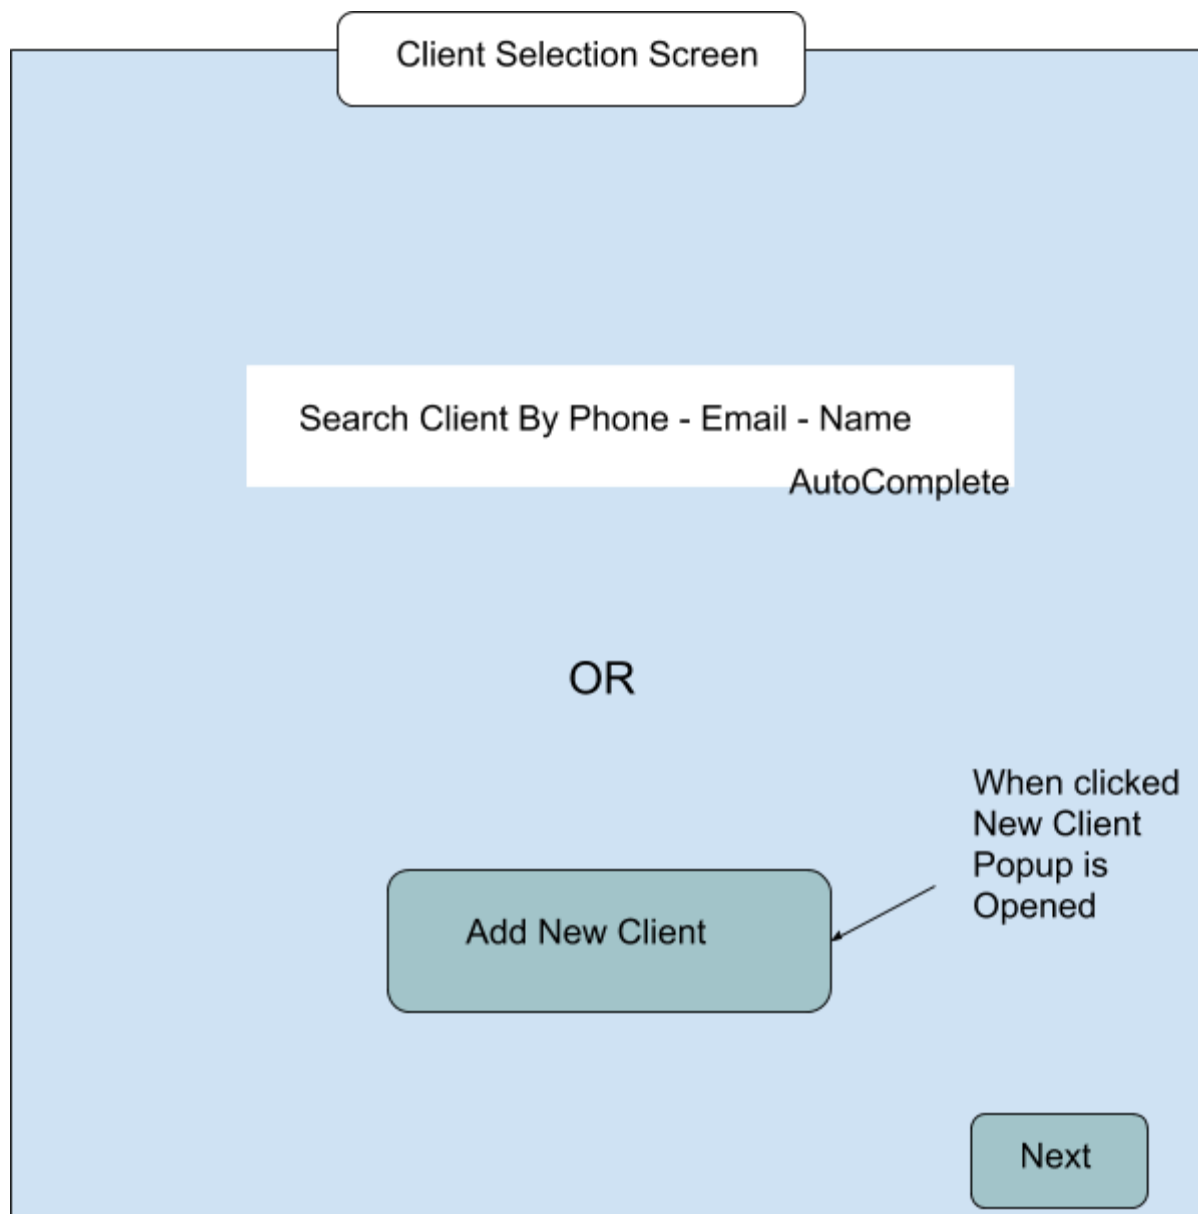 Client Selection Screen
Search Client By Phone - Email - Name
AutoComplete
OR
When clicked
New Client
Popup is
Opened
Add New Client
Next